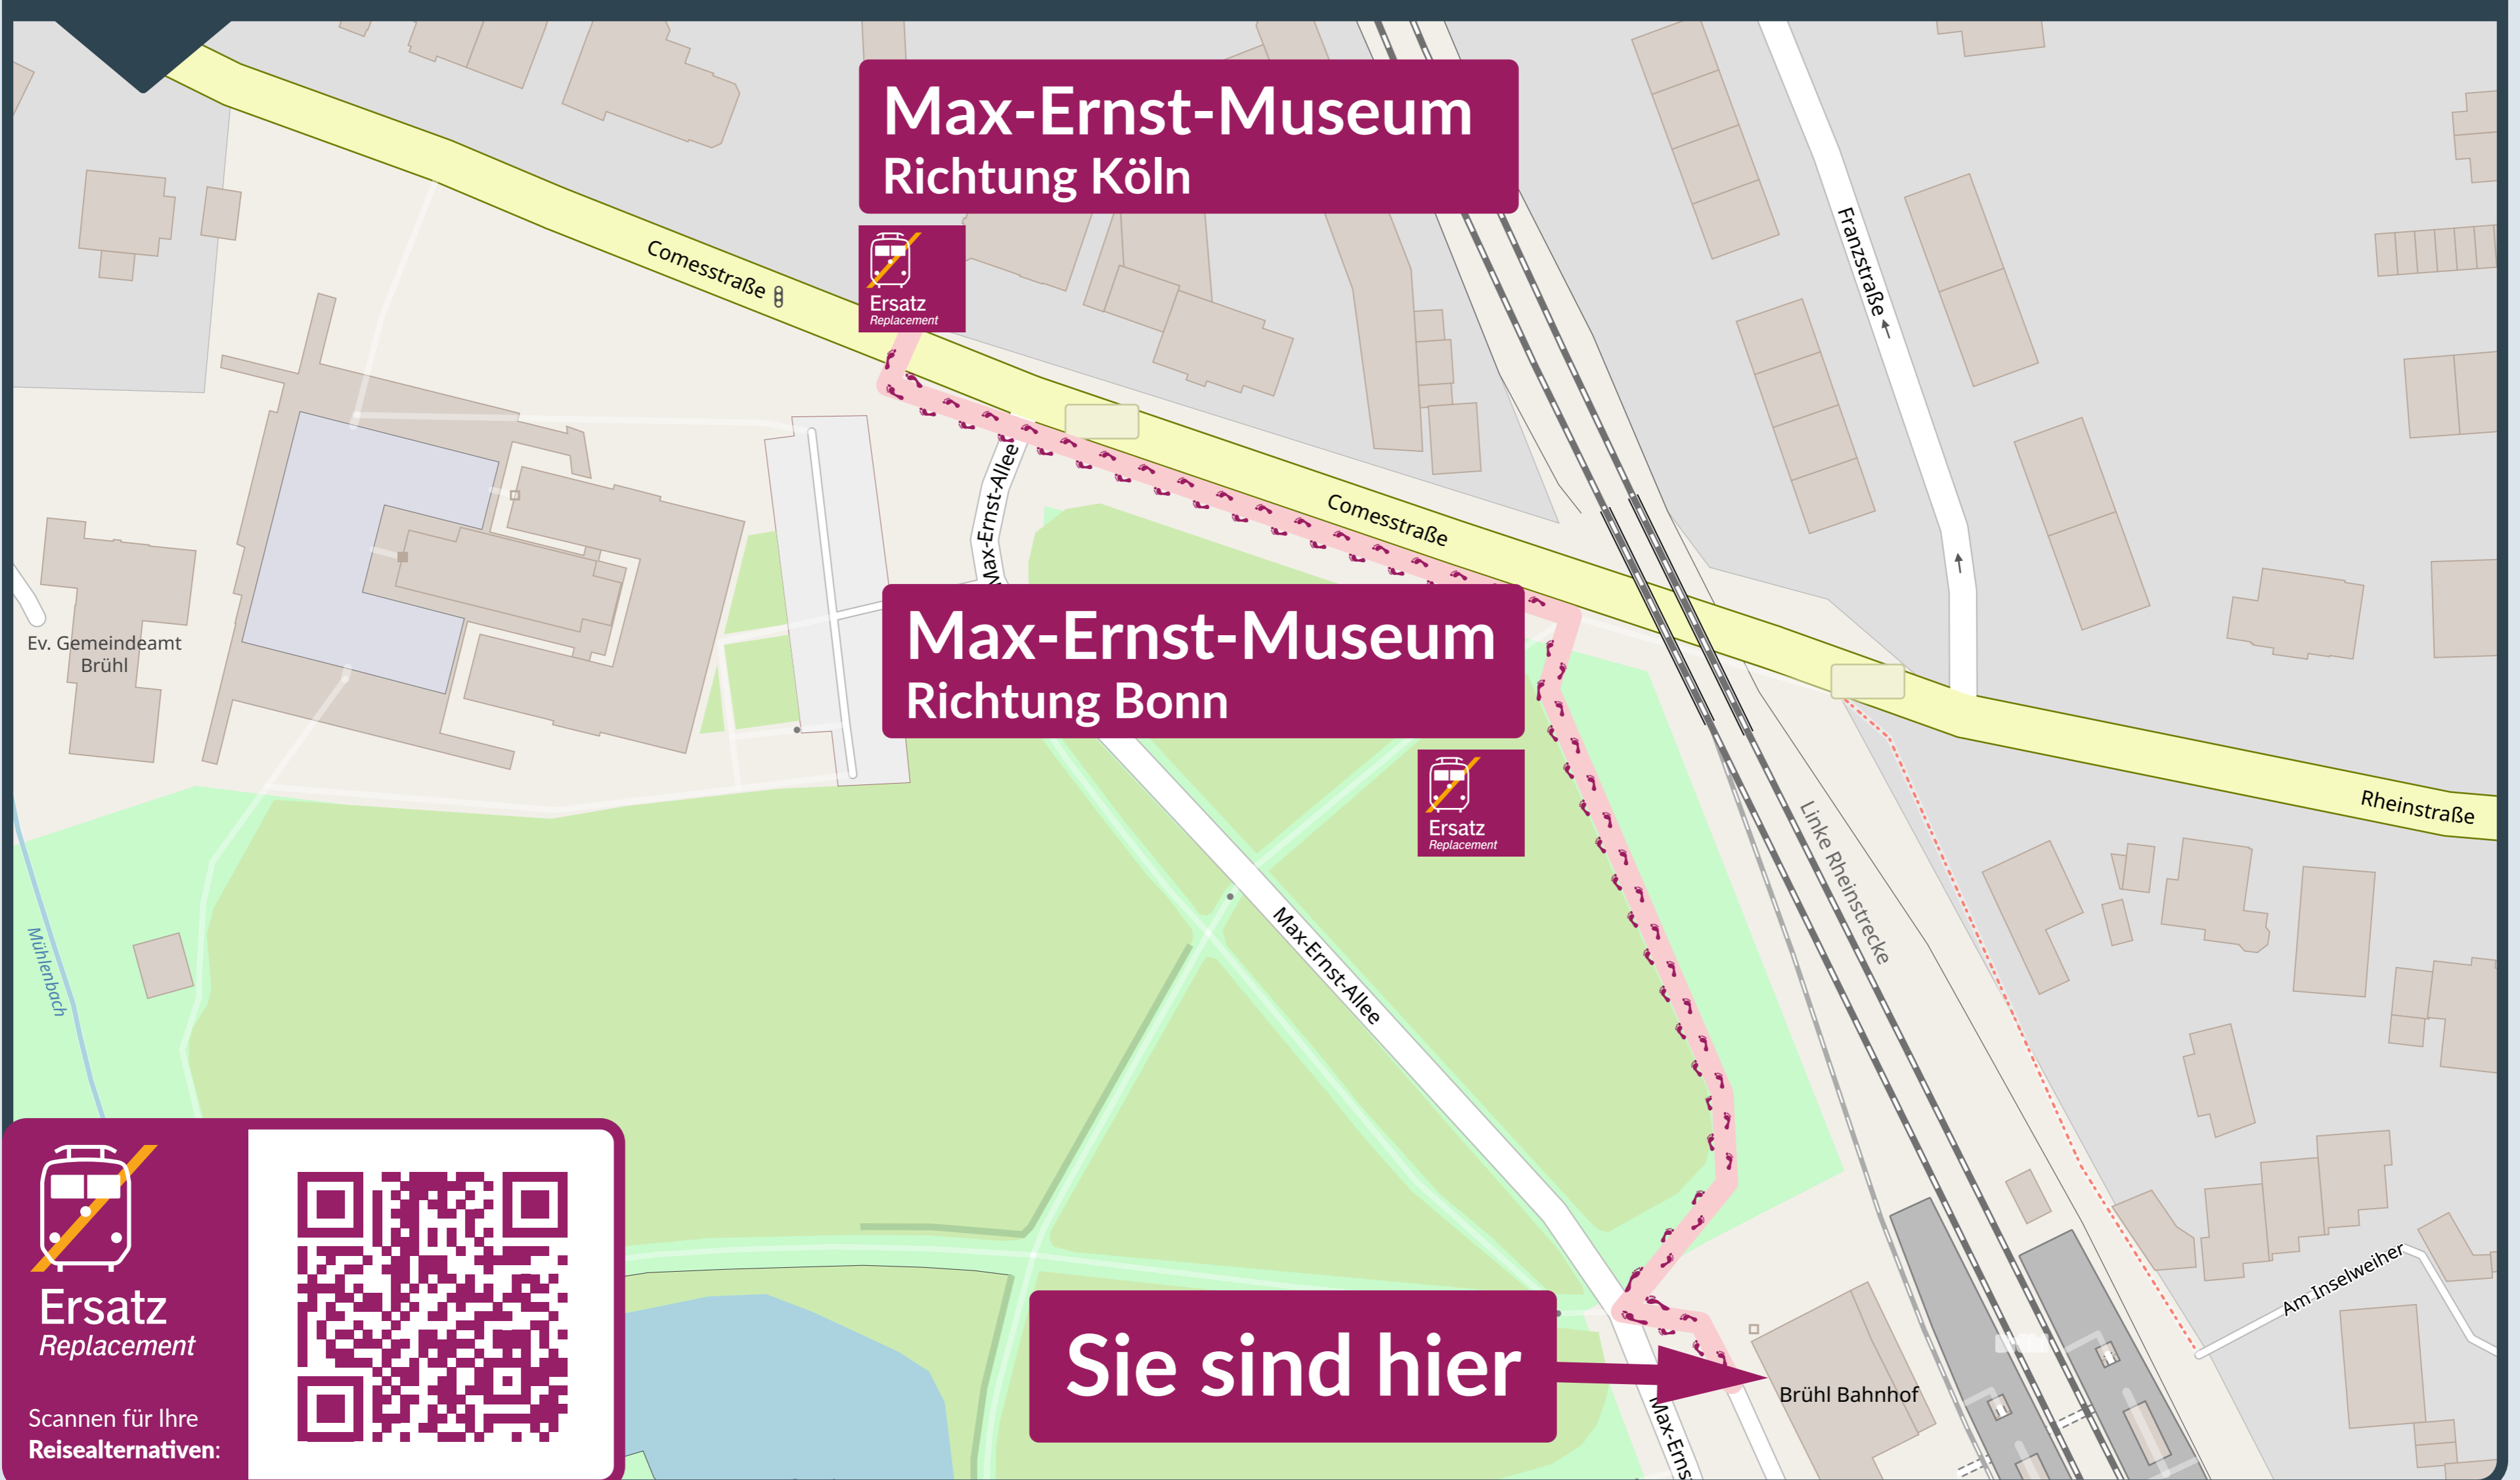 Max-Ernst-Museum
Richtung Köln
Ersatz
Replacement
Comesstraße
Franzstraße
Max-Ernst-Allee
Comesstraße
Ev. Gemeindeamt
Brühl
Max-Ernst-Museum
Richtung Bonn
Ersatz
Replacement
Rheinstraße
Linke Rheinstrecke
Max-Ernst-Allee
Mühlenbach
Am Inselweiher
Sie sind hier
Brühl Bahnhof
Max-Ernst
Ersatz
Replacement
Scannen für Ihre
Reisealternativen: